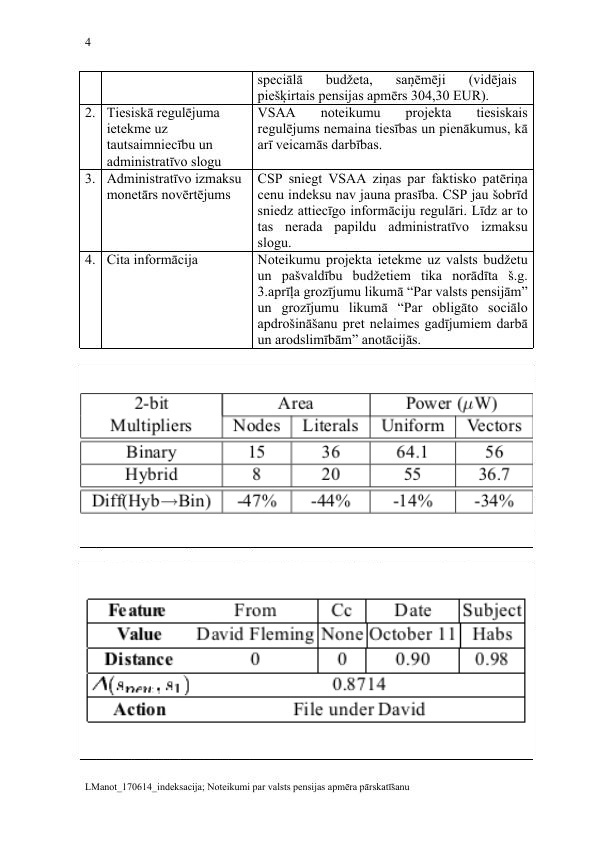 4
speciālā budžeta, saņēmēji (vidējais
piešķirtais pensijas apmērs 304,30 EUR).
2. Tiesiskā regulējuma VSAA noteikumu projekta tiesiskais
ietekme uz regulējums nemaina tiesības un pienākumus, kā
tautsaimniecību un arī veicamās darbības.
administratīvo slogu
3. Administratīvo izmaksu CSP sniegt VSAA ziņas par faktisko patēriņa
monetārs novērtējums cenu indeksu nav jauna prasība. CSP jau šobrīd
sniedz attiecīgo informāciju regulāri. Līdz ar to
tas nerada papildu administratīvo izmaksu
slogu.
4. Cita informācija Noteikumu projekta ietekme uz valsts budžetu
un pašvaldību budžetiem tika norādīta š.g.
3.aprīļa grozījumu likumā “Par valsts pensijām”
un grozījumu likumā “Par obligāto sociālo
apdrošināšanu pret nelaimes gadījumiem darbā
un arodslimībām” anotācijās.
2-bit Area Power (μW)
Multipliers Nodes Literals Uniform Vectors
Binary 15 36 64.1 56
Hybrid 8 20 55 36.7
Diff(Hyb→Bin) -47% -44% -14% -34%
Feature From Cc Date Subject
Value David Fleming None October 11 Habs
Distance 0 0 0.90 0.98
Λ(s_new, s_1) 0.8714
Action File under David
LManot_170614_indeksacija; Noteikumi par valsts pensijas apmēra pārskatīšanu